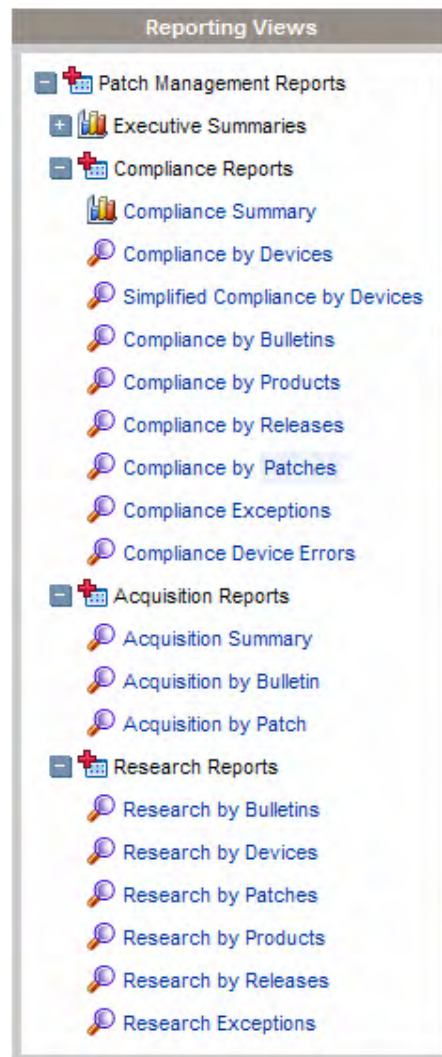 Reporting Views
Patch Management Reports
Executive Summaries
Compliance Reports
Compliance Summary
Compliance by Devices
Simplified Compliance by Devices
Compliance by Bulletins
Compliance by Products
Compliance by Releases
Compliance by Patches
Compliance Exceptions
Compliance Device Errors
Acquisition Reports
Acquisition Summary
Acquisition by Bulletin
Acquisition by Patch
Research Reports
Research by Bulletins
Research by Devices
Research by Patches
Research by Products
Research by Releases
Research Exceptions